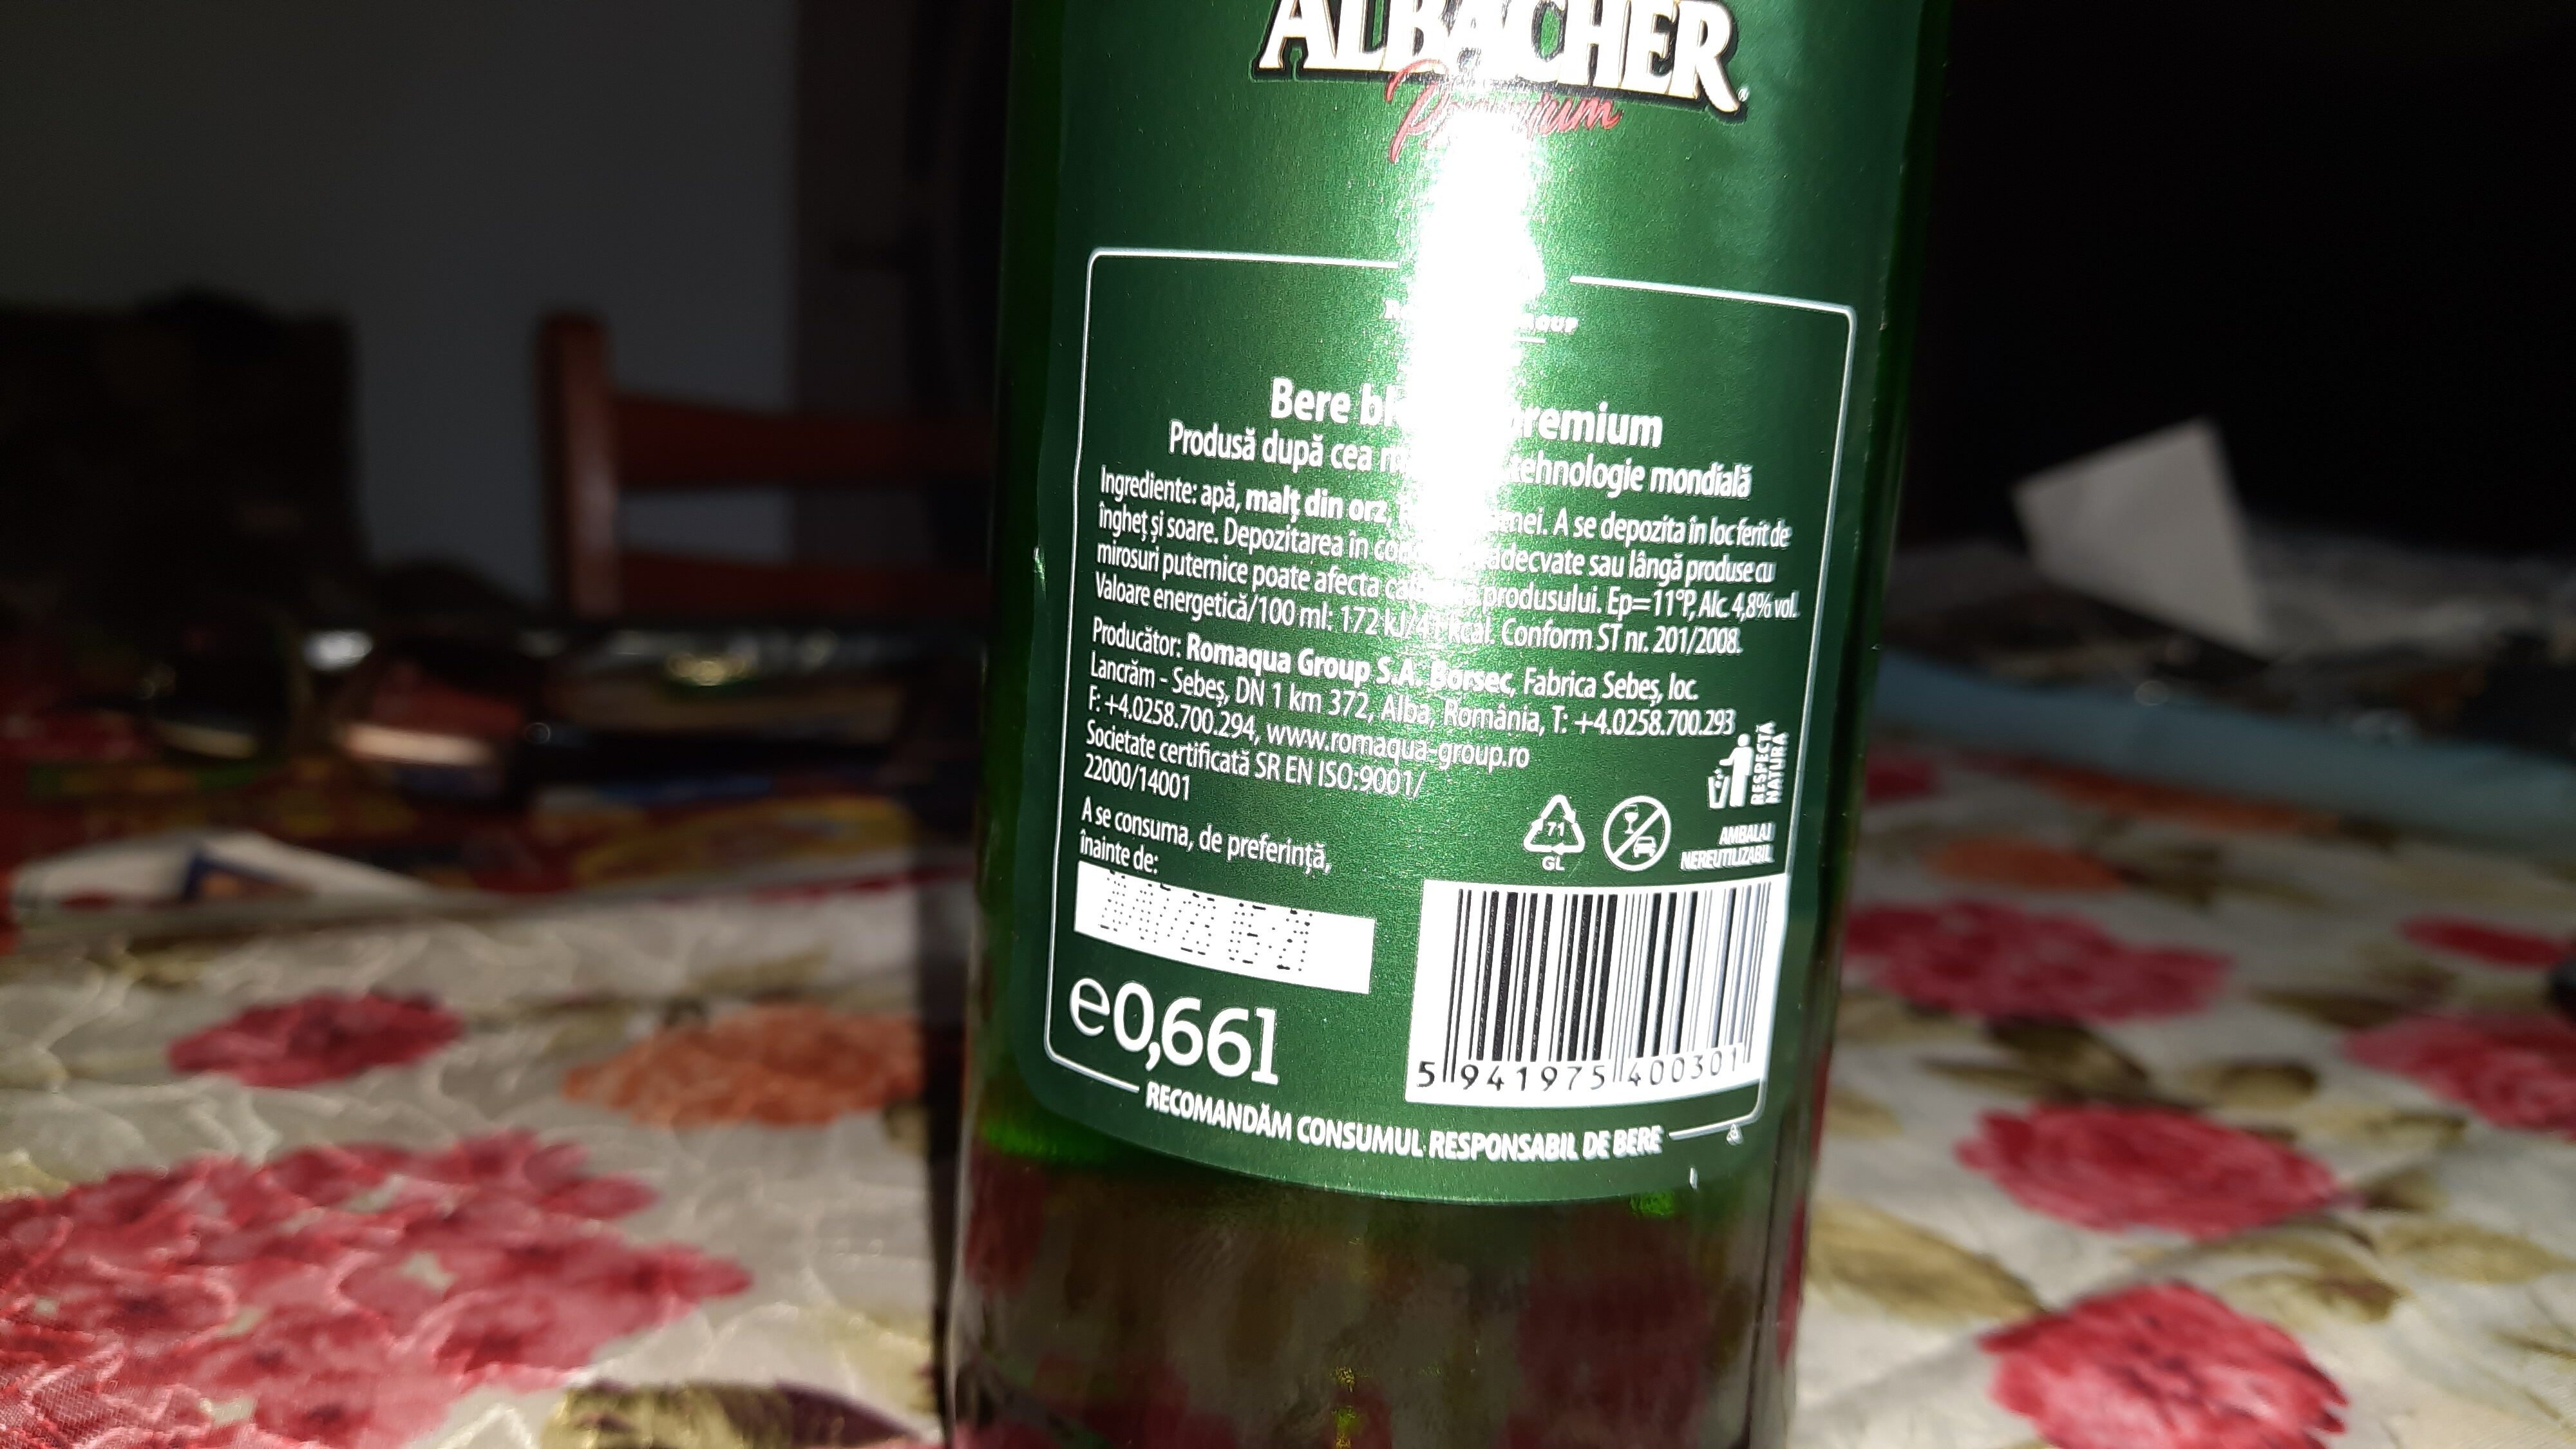 ALBACHER
Premium
Bere premium
Produsă după cea tehnologie mondială
Ingrediente: apă, malț din orz, A se depozita în loc ferit de
îngheț și soare. Depozitarea în adecvate sau lângă produse cu
mirosuri puternice poate afecta produsului. Ep=11°P, Alc. 4,8% vol.
Valoare energetică/100 ml: 172 kJ/41 kcal. Conform ST nr. 201/2008.
Producător: Romaqua Group S.A. Borsec, Fabrica Sebeș, loc.
Lancrăm - Sebeș, DN 1 km 372, Alba, România, T: +4.0258.700.293
F: +4.0258.700.294, www.romaqua-group.ro
Societate certificată SR EN ISO:9001/
22000/14001
RESPECTĂ
NATURA
A se consuma, de preferință,
înainte de:
71
GL
AMBALAJ
NEREUTILIZABIL
e0,66l
5 941975 400301
RECOMANDĂM CONSUMUL RESPONSABIL DE BERE